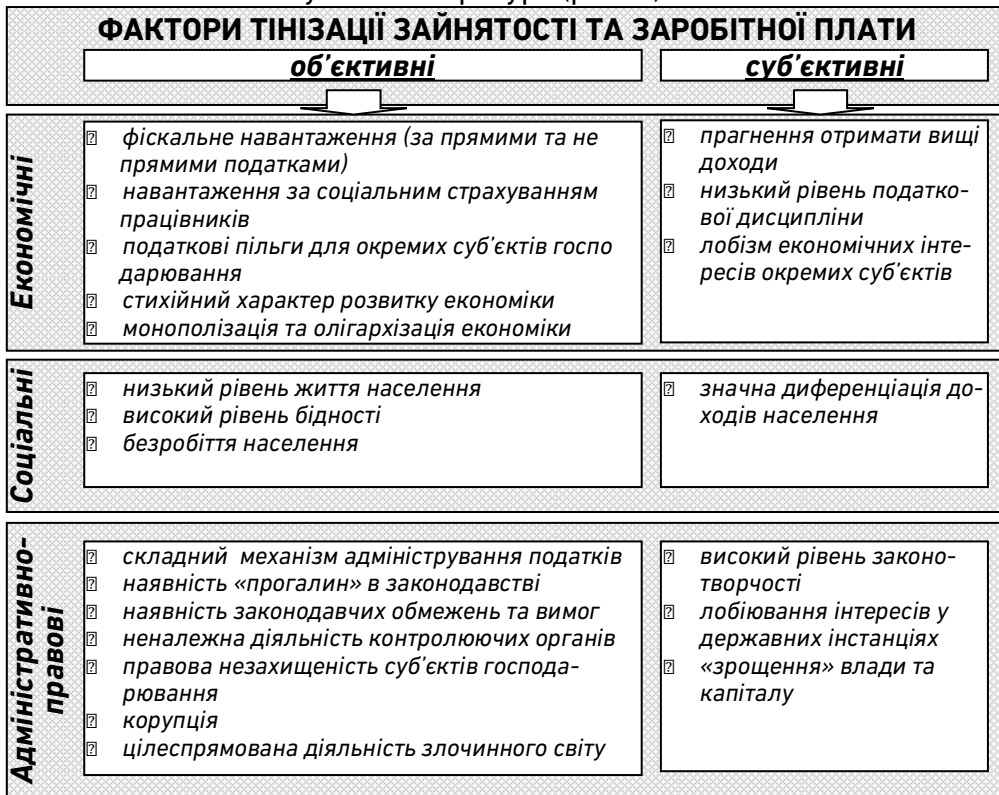 ФАКТОРИ ТІНІЗАЦІЇ ЗАЙНЯТОСТІ ТА ЗАРОБІТНОЇ ПЛАТИ
об’єктивні
суб’єктивні
Економічні
фіскальне навантаження (за прямими та не
прямими податками)
навантаження за соціальним страхуванням
працівників
податкові пільги для окремих суб’єктів госпо
дарювання
стихійний характер розвитку економіки
монополізація та олігархізація економіки
прагнення отримати вищі
доходи
низький рівень податко-
вої дисципліни
лобізм економічних інте-
ресів окремих суб’єктів
Соціальні
низький рівень життя населення
високий рівень бідності
безробіття населення
значна диференціація до-
ходів населення
Адміністративно-
правові
складний механізм адміністрування податків
наявність «прогалин» в законодавстві
наявність законодавчих обмежень та вимог
неналежна діяльність контролюючих органів
правова незахищеність суб’єктів господа-
рювання
корупція
цілеспрямована діяльність злочинного світу
високий рівень законо-
творчості
лобіювання інтересів у
державних інстанціях
«зрощення» влади та
капіталу